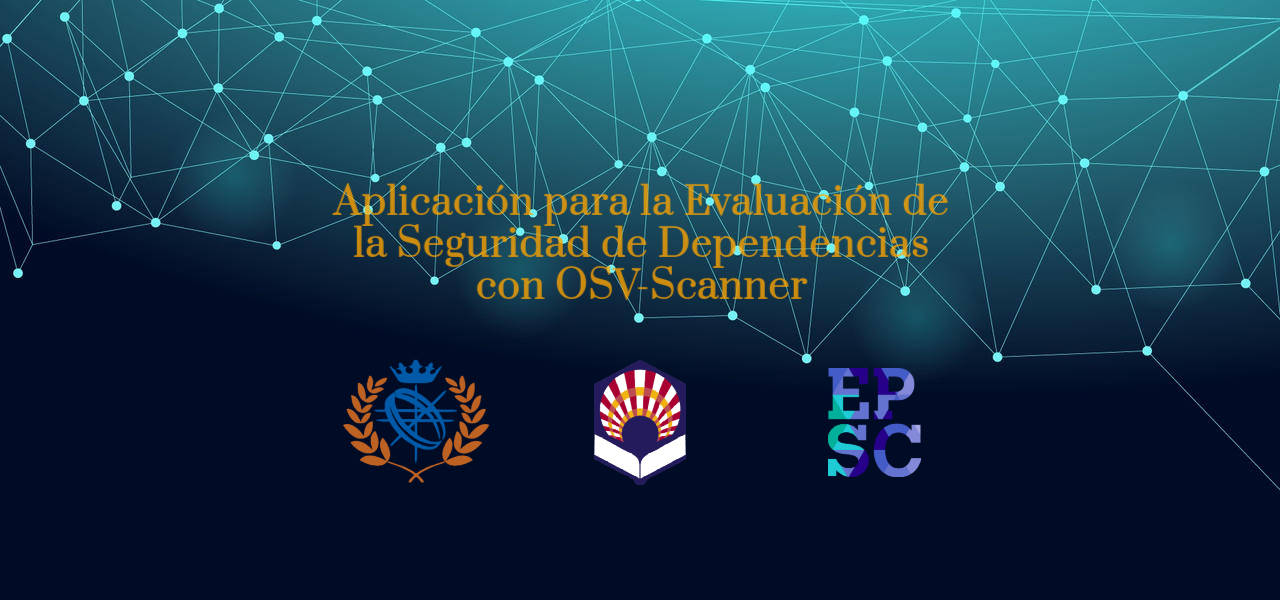 Aplicación para la Evaluación de
la Seguridad de Dependencias
con OSV-Scanner
EP
SC